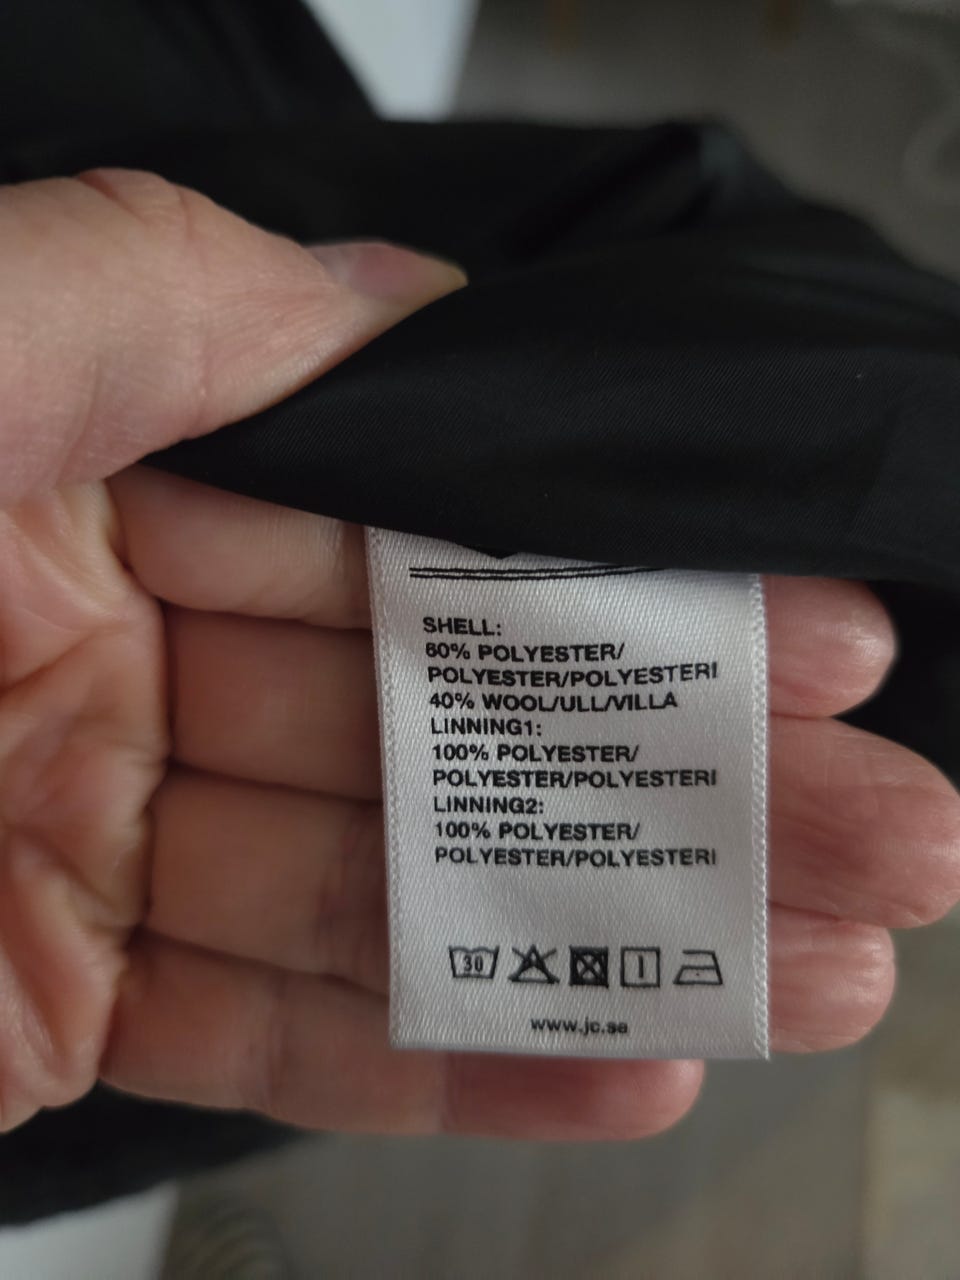 SHELL:
60% POLYESTER/
POLYESTER/POLYESTERI
40% WOOL/ULL/VILLA
LINNING1:
100% POLYESTER/
POLYESTER/POLYESTERI
LINNING2:
100% POLYESTER/
POLYESTER/POLYESTERI
30
www.jc.se